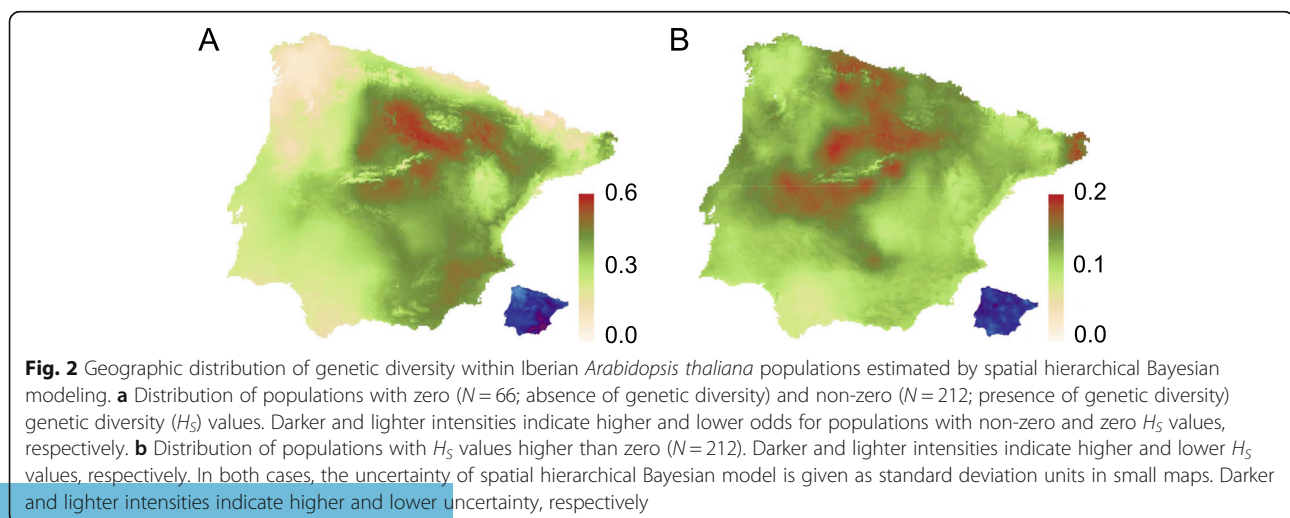 A
B
0.6
0.3
0.0
0.2
0.1
0.0
Fig. 2 Geographic distribution of genetic diversity within Iberian Arabidopsis thaliana populations estimated by spatial hierarchical Bayesian
modeling. a Distribution of populations with zero (N = 66; absence of genetic diversity) and non-zero (N = 212; presence of genetic diversity)
genetic diversity (HS) values. Darker and lighter intensities indicate higher and lower odds for populations with non-zero and zero HS values,
respectively. b Distribution of populations with HS values higher than zero (N = 212). Darker and lighter intensities indicate higher and lower HS
values, respectively. In both cases, the uncertainty of spatial hierarchical Bayesian model is given as standard deviation units in small maps. Darker
and lighter intensities indicate higher and lower uncertainty, respectively